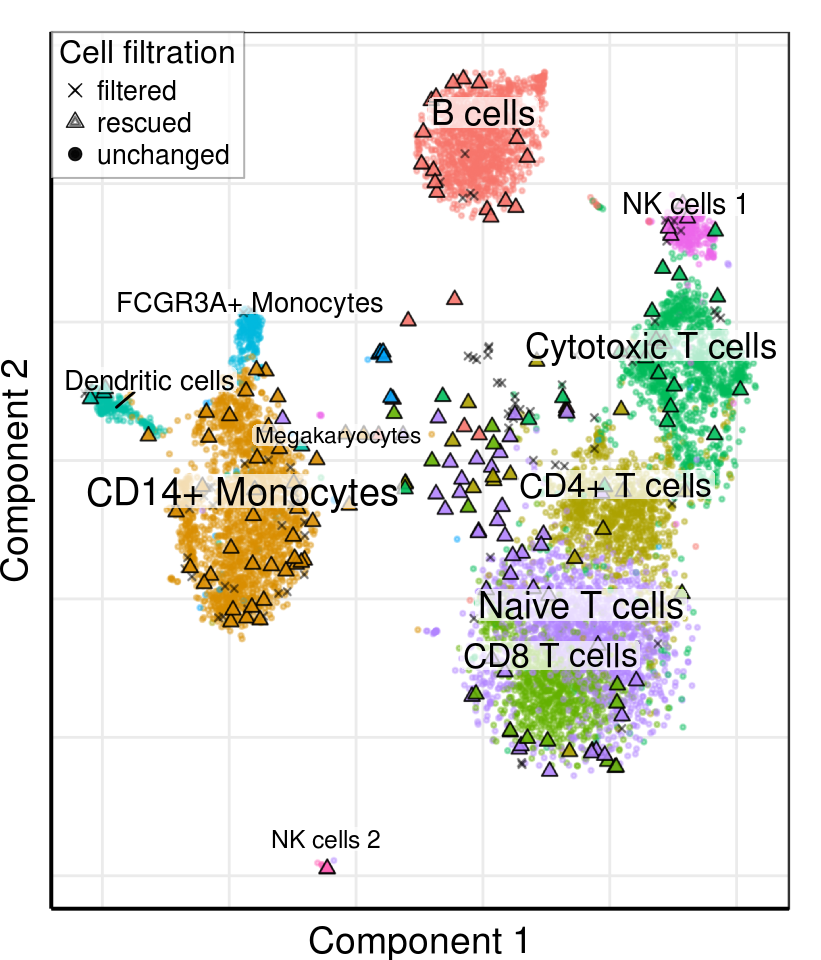 Cell filtration
filtered
rescued
unchanged
B cells
NK cells 1
FCGR3A+ Monocytes
Cytotoxic T cells
Dendritic cells
Megakaryocytes
CD14+ Monocytes
CD4+ T cells
Naive T cells
CD8 T cells
NK cells 2
Component 2
Component 1